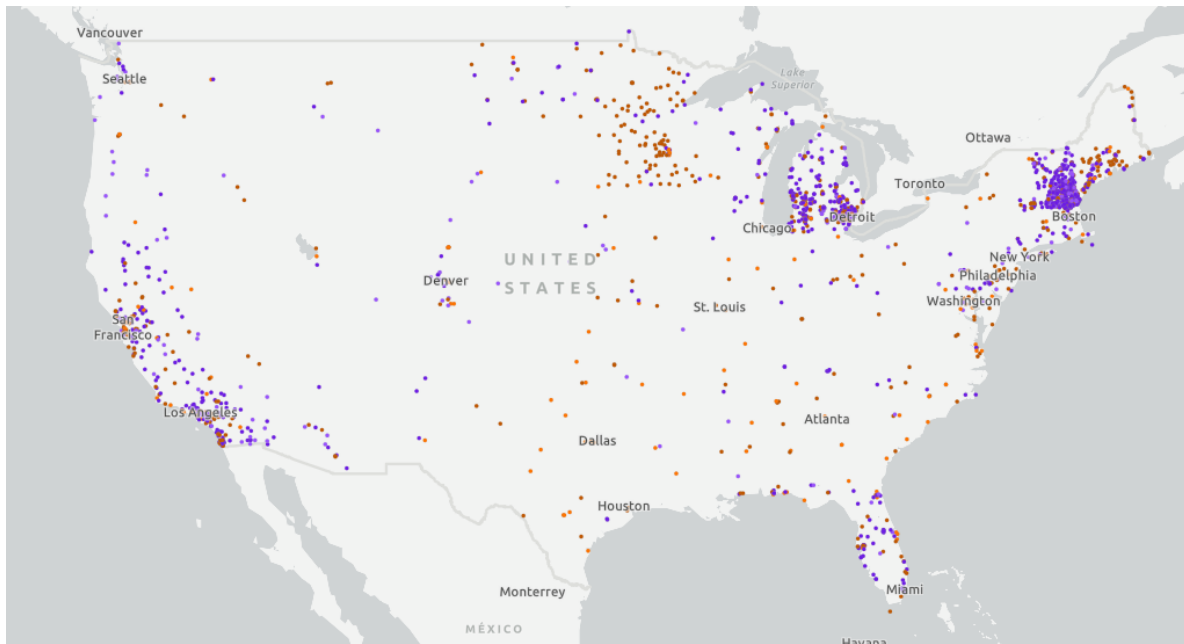 Vancouver
Seattle
Lake
Superior
Ottawa
Toronto
Boston
Detroit
Chicago
New York
UNITED
STATES
Philadelphia
Denver
Washington
St. Louis
San
Francisco
Los Angeles
Atlanta
Dallas
Houston
Miami
Monterrey
MÉXICO
Havana